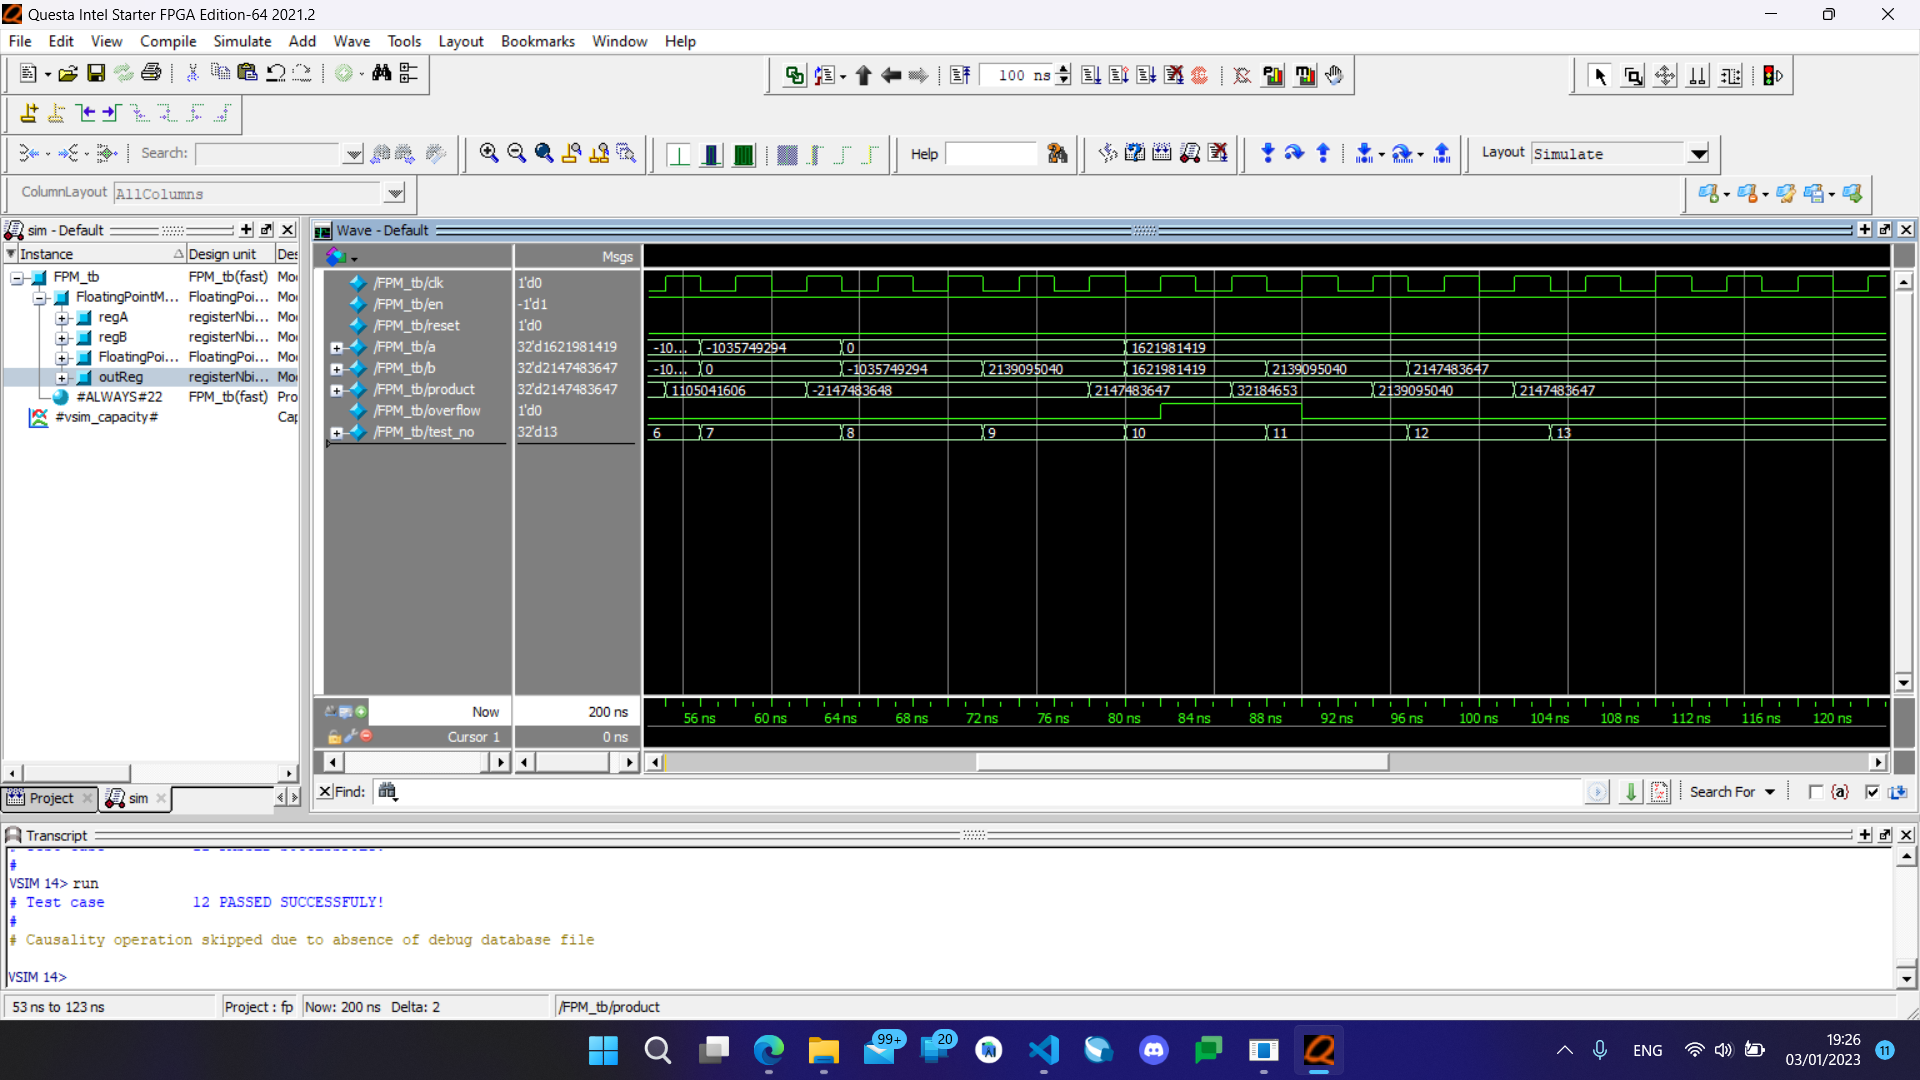 Questa Intel Starter FPGA Edition-64 2021.2
File Edit View Compile Simulate Add Wave Tools Layout Bookmarks Window Help
100 ns
Search:
Help
Layout Simulate
ColumnLayout AllColumns
sim - Default
Instance Design unit Des
FPM_tb FPM_tb(fast) Mo
FloatingPointM... FloatingPoi... Mo
regA registerNbi... Mo
regB registerNbi... Mo
FloatingPoi... FloatingPoi... Mo
outReg registerNbi... Mo
#ALWAYS#22 FPM_tb(fast) Pro
#vsim_capacity# Cap
Project sim
Wave - Default
Msgs
/FPM_tb/clk 1'd0
/FPM_tb/en -1'd1
/FPM_tb/reset 1'd0
/FPM_tb/a 32'd1621981419 -10... -1035749294 0 1621981419
/FPM_tb/b 32'd2147483647 -10... 0 -1035749294 2139095040 1621981419 2139095040 2147483647
/FPM_tb/product 32'd2147483647 1105041606 -2147483648 2147483647 32184653 2139095040 2147483647
/FPM_tb/overflow 1'd0
/FPM_tb/test_no 32'd13 6 7 8 9 10 11 12 13
Now 200 ns 56 ns 60 ns 64 ns 68 ns 72 ns 76 ns 80 ns 84 ns 88 ns 92 ns 96 ns 100 ns 104 ns 108 ns 112 ns 116 ns 120 ns
Cursor 1 0 ns
Find: Search For {a}
Transcript
#
VSIM 14> run
# Test case 12 PASSED SUCCESSFULY!
#
# Causality operation skipped due to absence of debug database file
VSIM 14>
53 ns to 123 ns Project : fp Now: 200 ns Delta: 2 /FPM_tb/product
99+ 20 ENG 19:26
03/01/2023 11